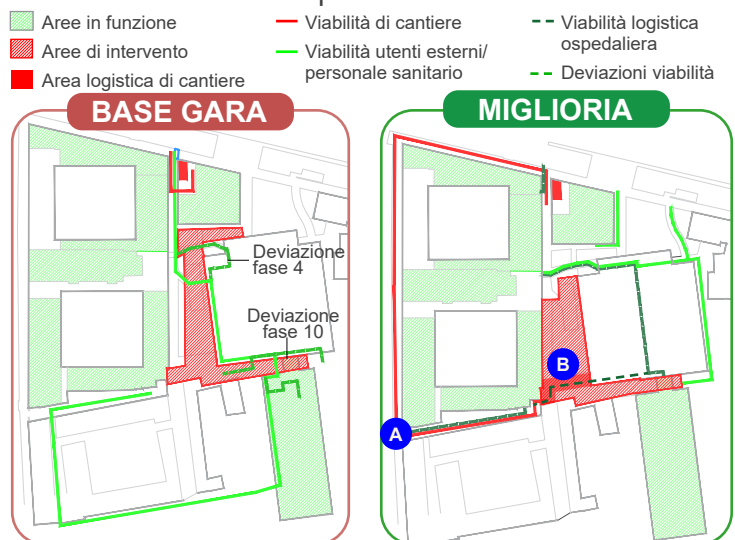 Aree in funzione
Aree di intervento
Area logistica di cantiere
Viabilità di cantiere
Viabilità utenti esterni/
personale sanitario
Viabilità logistica
ospedaliera
Deviazioni viabilità
BASE GARA
Deviazione
fase 4
Deviazione
fase 10
MIGLIORIA
B
A